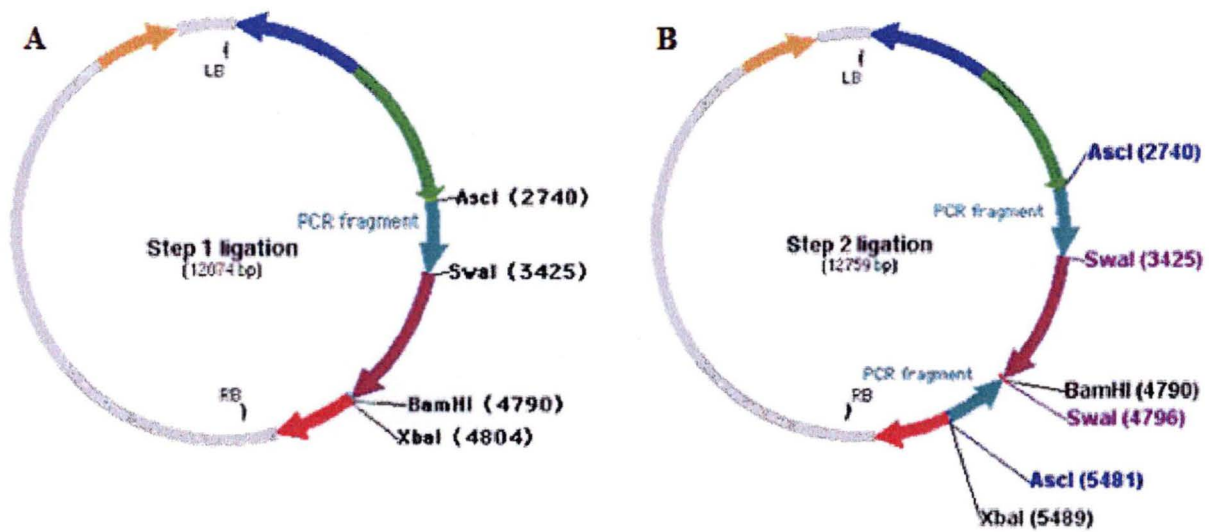 A
LB
AscI (2740)
PCR fragment
Step 1 ligation
(12074 bp)
SwaI (3425)
RB
BamHI (4790)
XbaI (4804)
B
LB
AscI (2740)
PCR fragment
Step 2 ligation
(12759 bp)
SwaI (3425)
PCR fragment
RB
BamHI (4790)
SwaI (4796)
AscI (5481)
XbaI (5489)